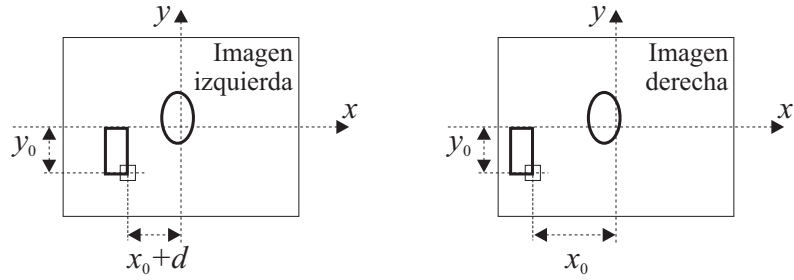 y
Imagen
izquierda
x
y₀
x₀+d
y
Imagen
derecha
x
y₀
x₀